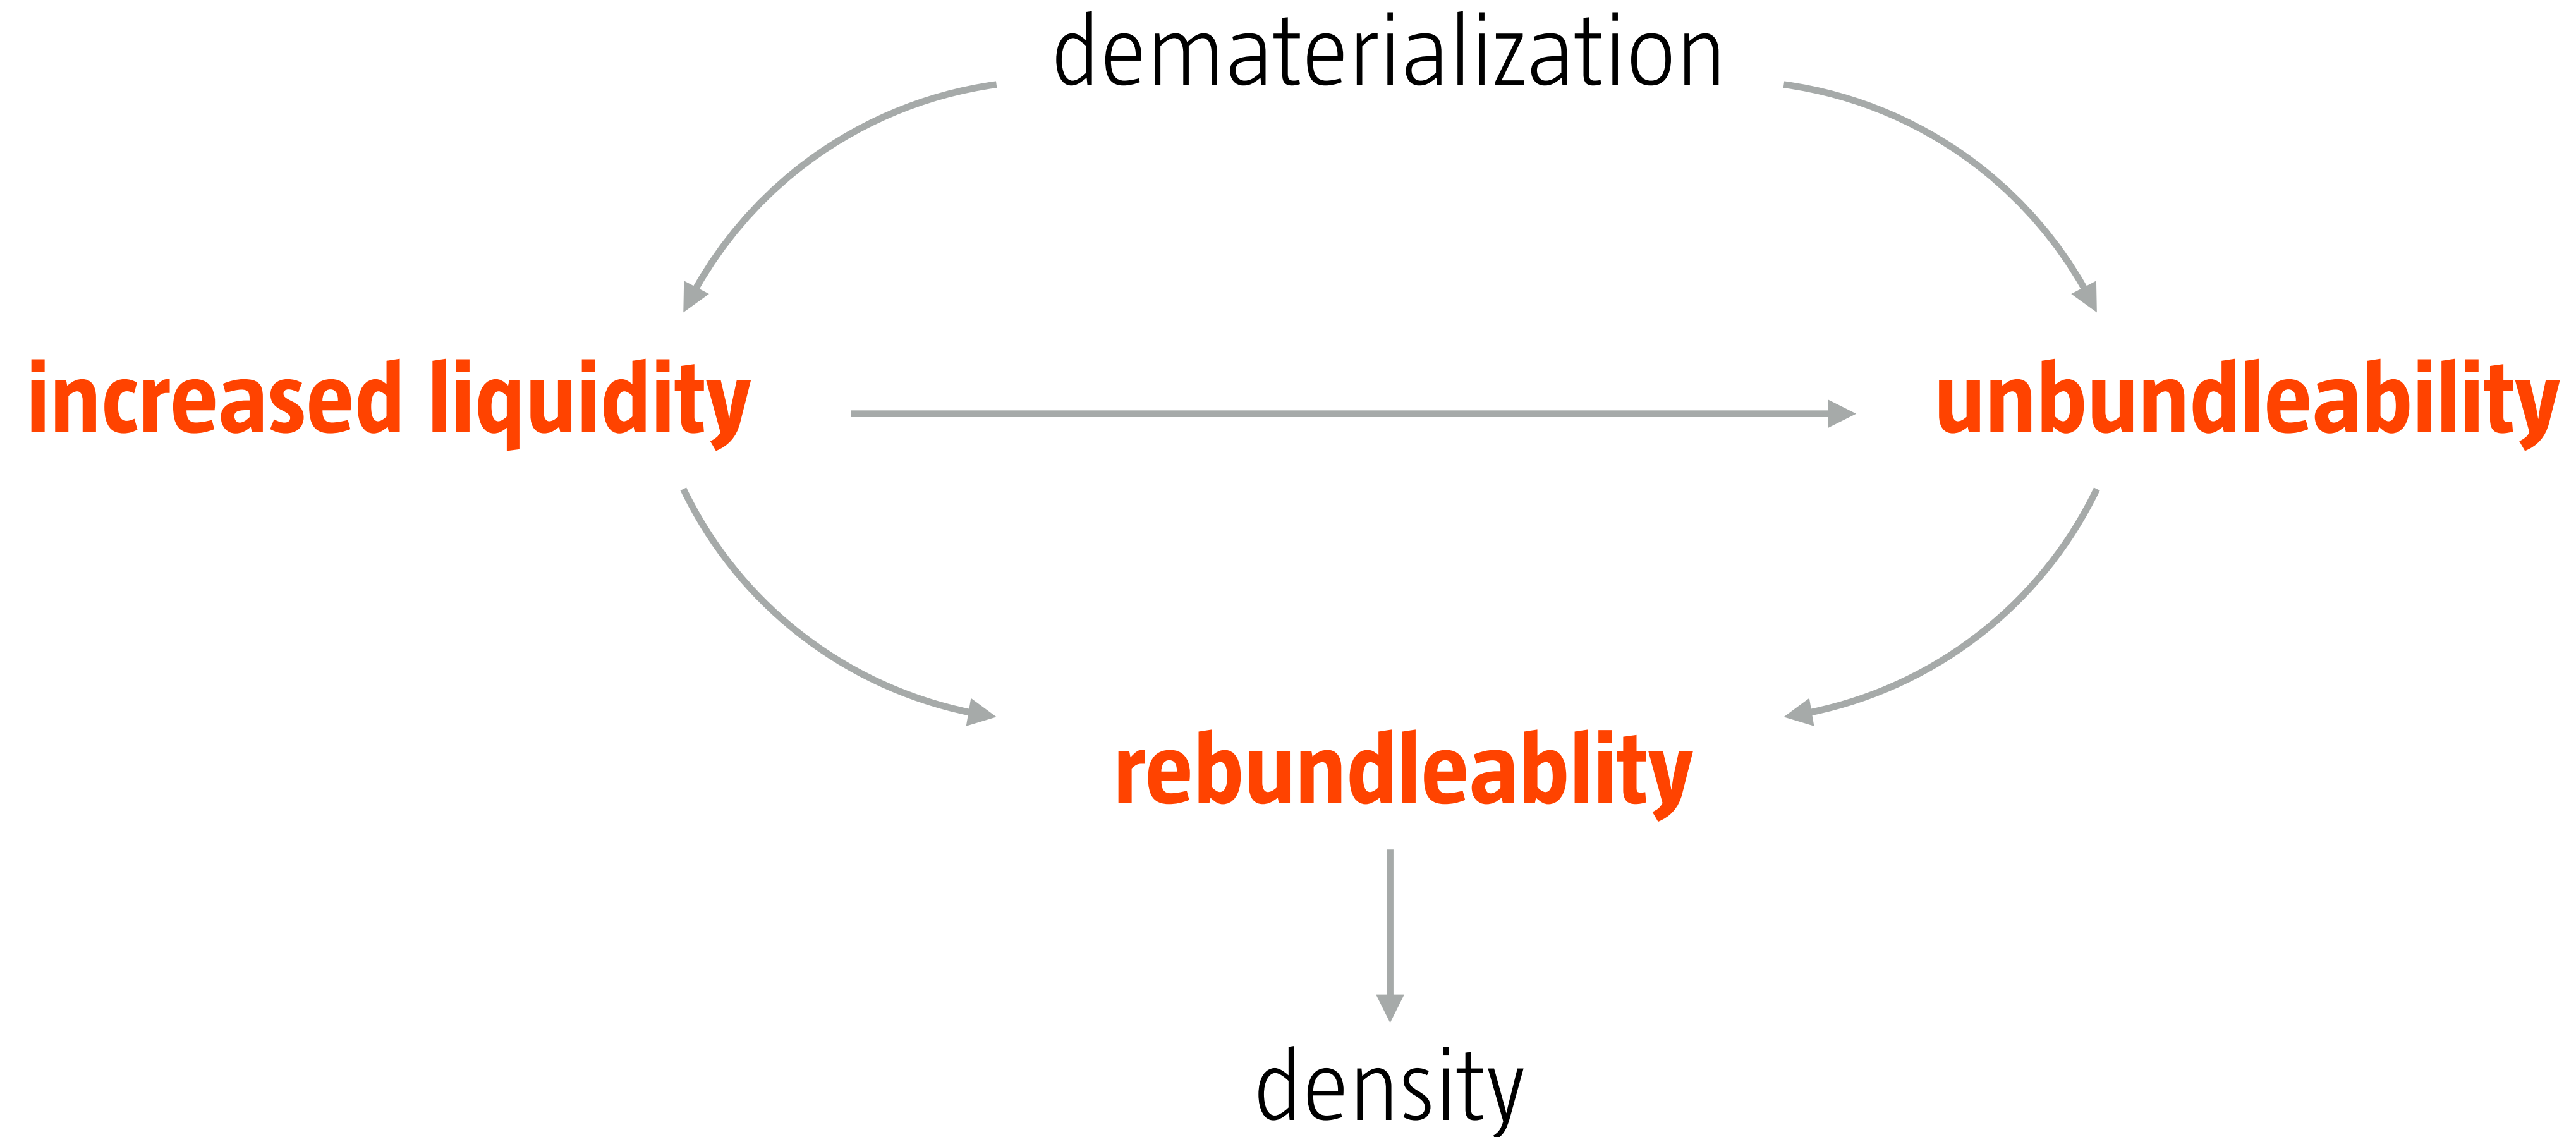 dematerialization
increased liquidity
unbundleability
rebundleablity
density